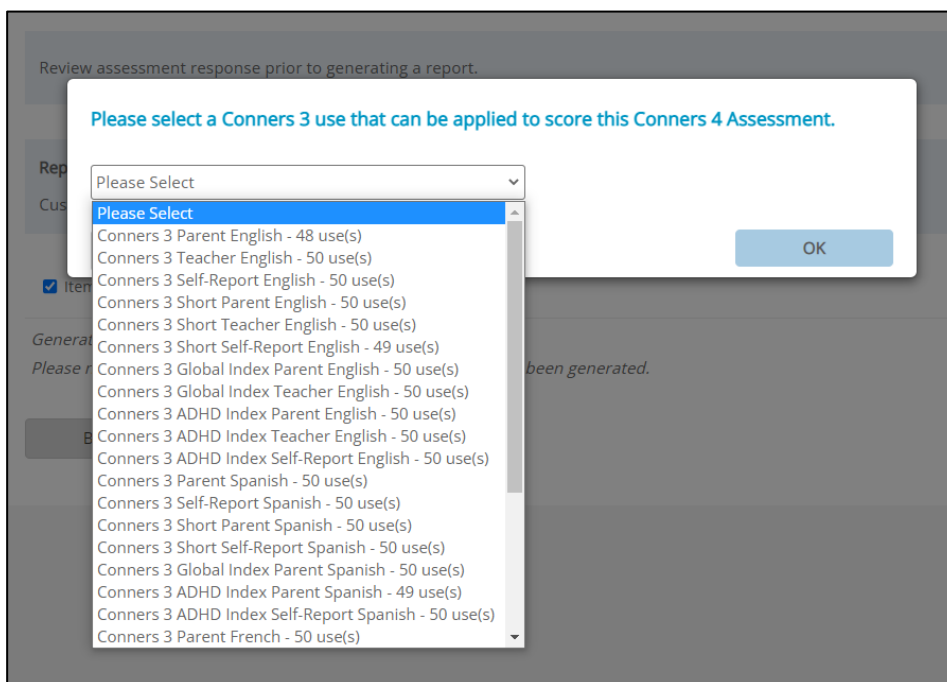 Review assessment response prior to generating a report.
Please select a Conners 3 use that can be applied to score this Conners 4 Assessment.
Rep
Please Select
Cus
Please Select
Conners 3 Parent English - 48 use(s)
Conners 3 Teacher English - 50 use(s)
OK
Conners 3 Self-Report English - 50 use(s)
Item
Conners 3 Short Parent English - 50 use(s)
Conners 3 Short Teacher English - 50 use(s)
Generat
Conners 3 Short Self-Report English - 49 use(s)
Please r
Conners 3 Global Index Parent English - 50 use(s)
been generated.
Conners 3 Global Index Teacher English - 50 use(s)
Conners 3 ADHD Index Parent English - 50 use(s)
B
Conners 3 ADHD Index Teacher English - 50 use(s)
Conners 3 ADHD Index Self-Report English - 50 use(s)
Conners 3 Parent Spanish - 50 use(s)
Conners 3 Self-Report Spanish - 50 use(s)
Conners 3 Short Parent Spanish - 50 use(s)
Conners 3 Short Self-Report Spanish - 50 use(s)
Conners 3 Global Index Parent Spanish - 50 use(s)
Conners 3 ADHD Index Parent Spanish - 49 use(s)
Conners 3 ADHD Index Self-Report Spanish - 50 use(s)
Conners 3 Parent French - 50 use(s)